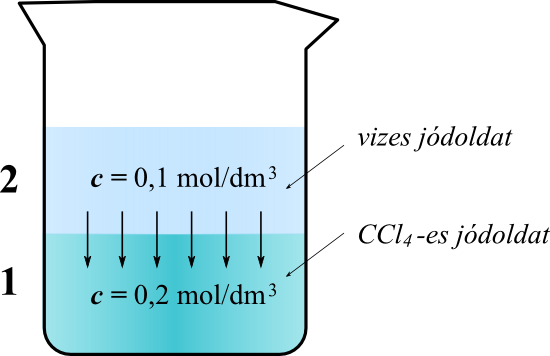 vizes jódoldat
2
c = 0,1 mol/dm³
CCl₄-es jódoldat
1
c = 0,2 mol/dm³